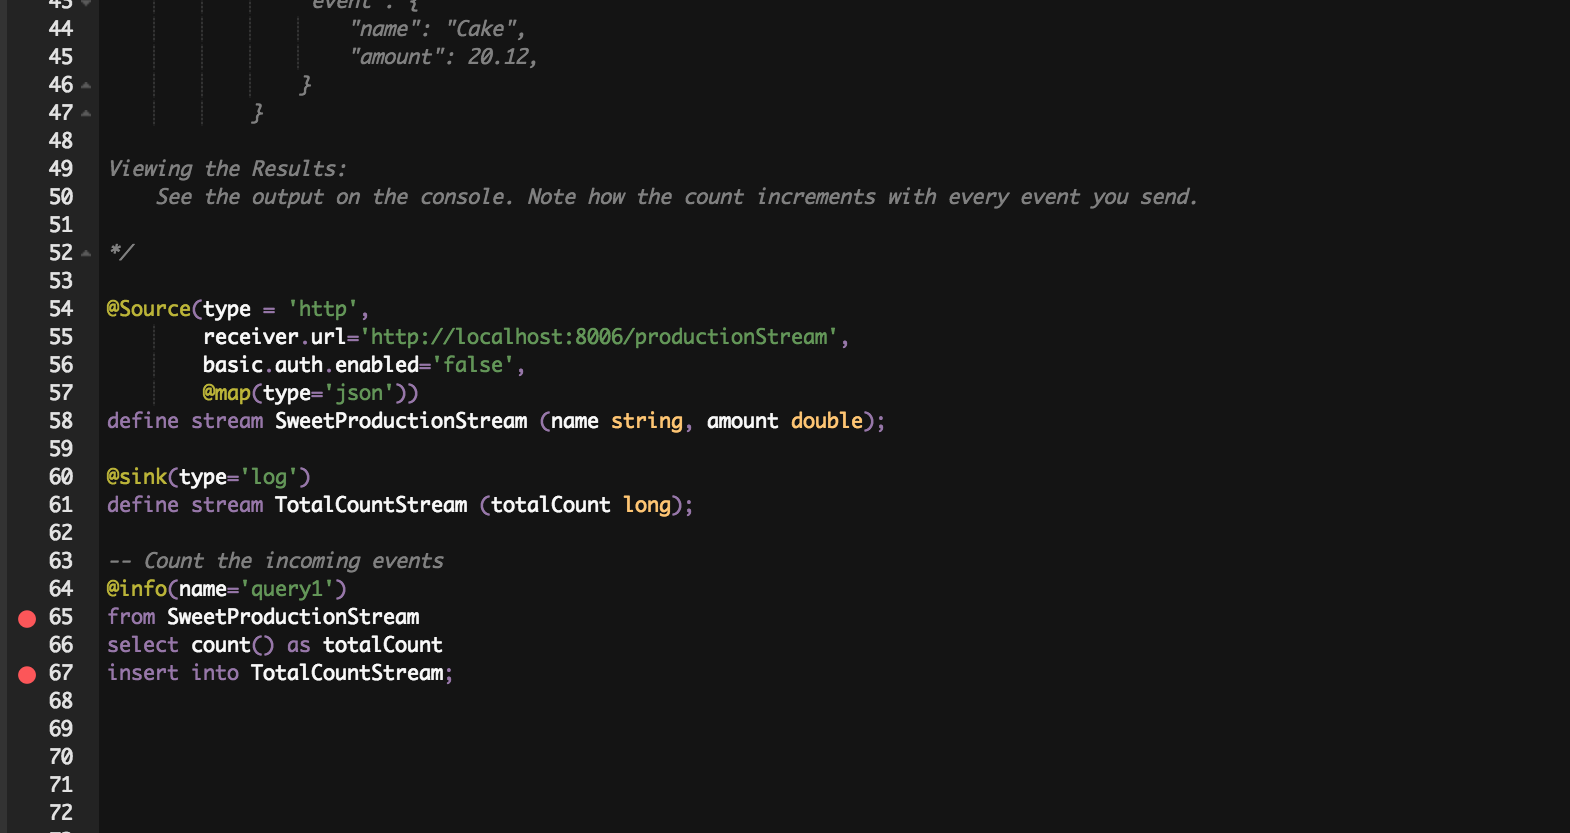 43 "event": {
44 "name": "Cake",
45 "amount": 20.12,
46 }
47 }
48
49 Viewing the Results:
50 See the output on the console. Note how the count increments with every event you send.
51
52 */
53
54 @Source(type = 'http',
55 receiver.url='http://localhost:8006/productionStream',
56 basic.auth.enabled='false',
57 @map(type='json'))
58 define stream SweetProductionStream (name string, amount double);
59
60 @sink(type='log')
61 define stream TotalCountStream (totalCount long);
62
63 -- Count the incoming events
64 @info(name='query1')
65 from SweetProductionStream
66 select count() as totalCount
67 insert into TotalCountStream;
68
69
70
71
72